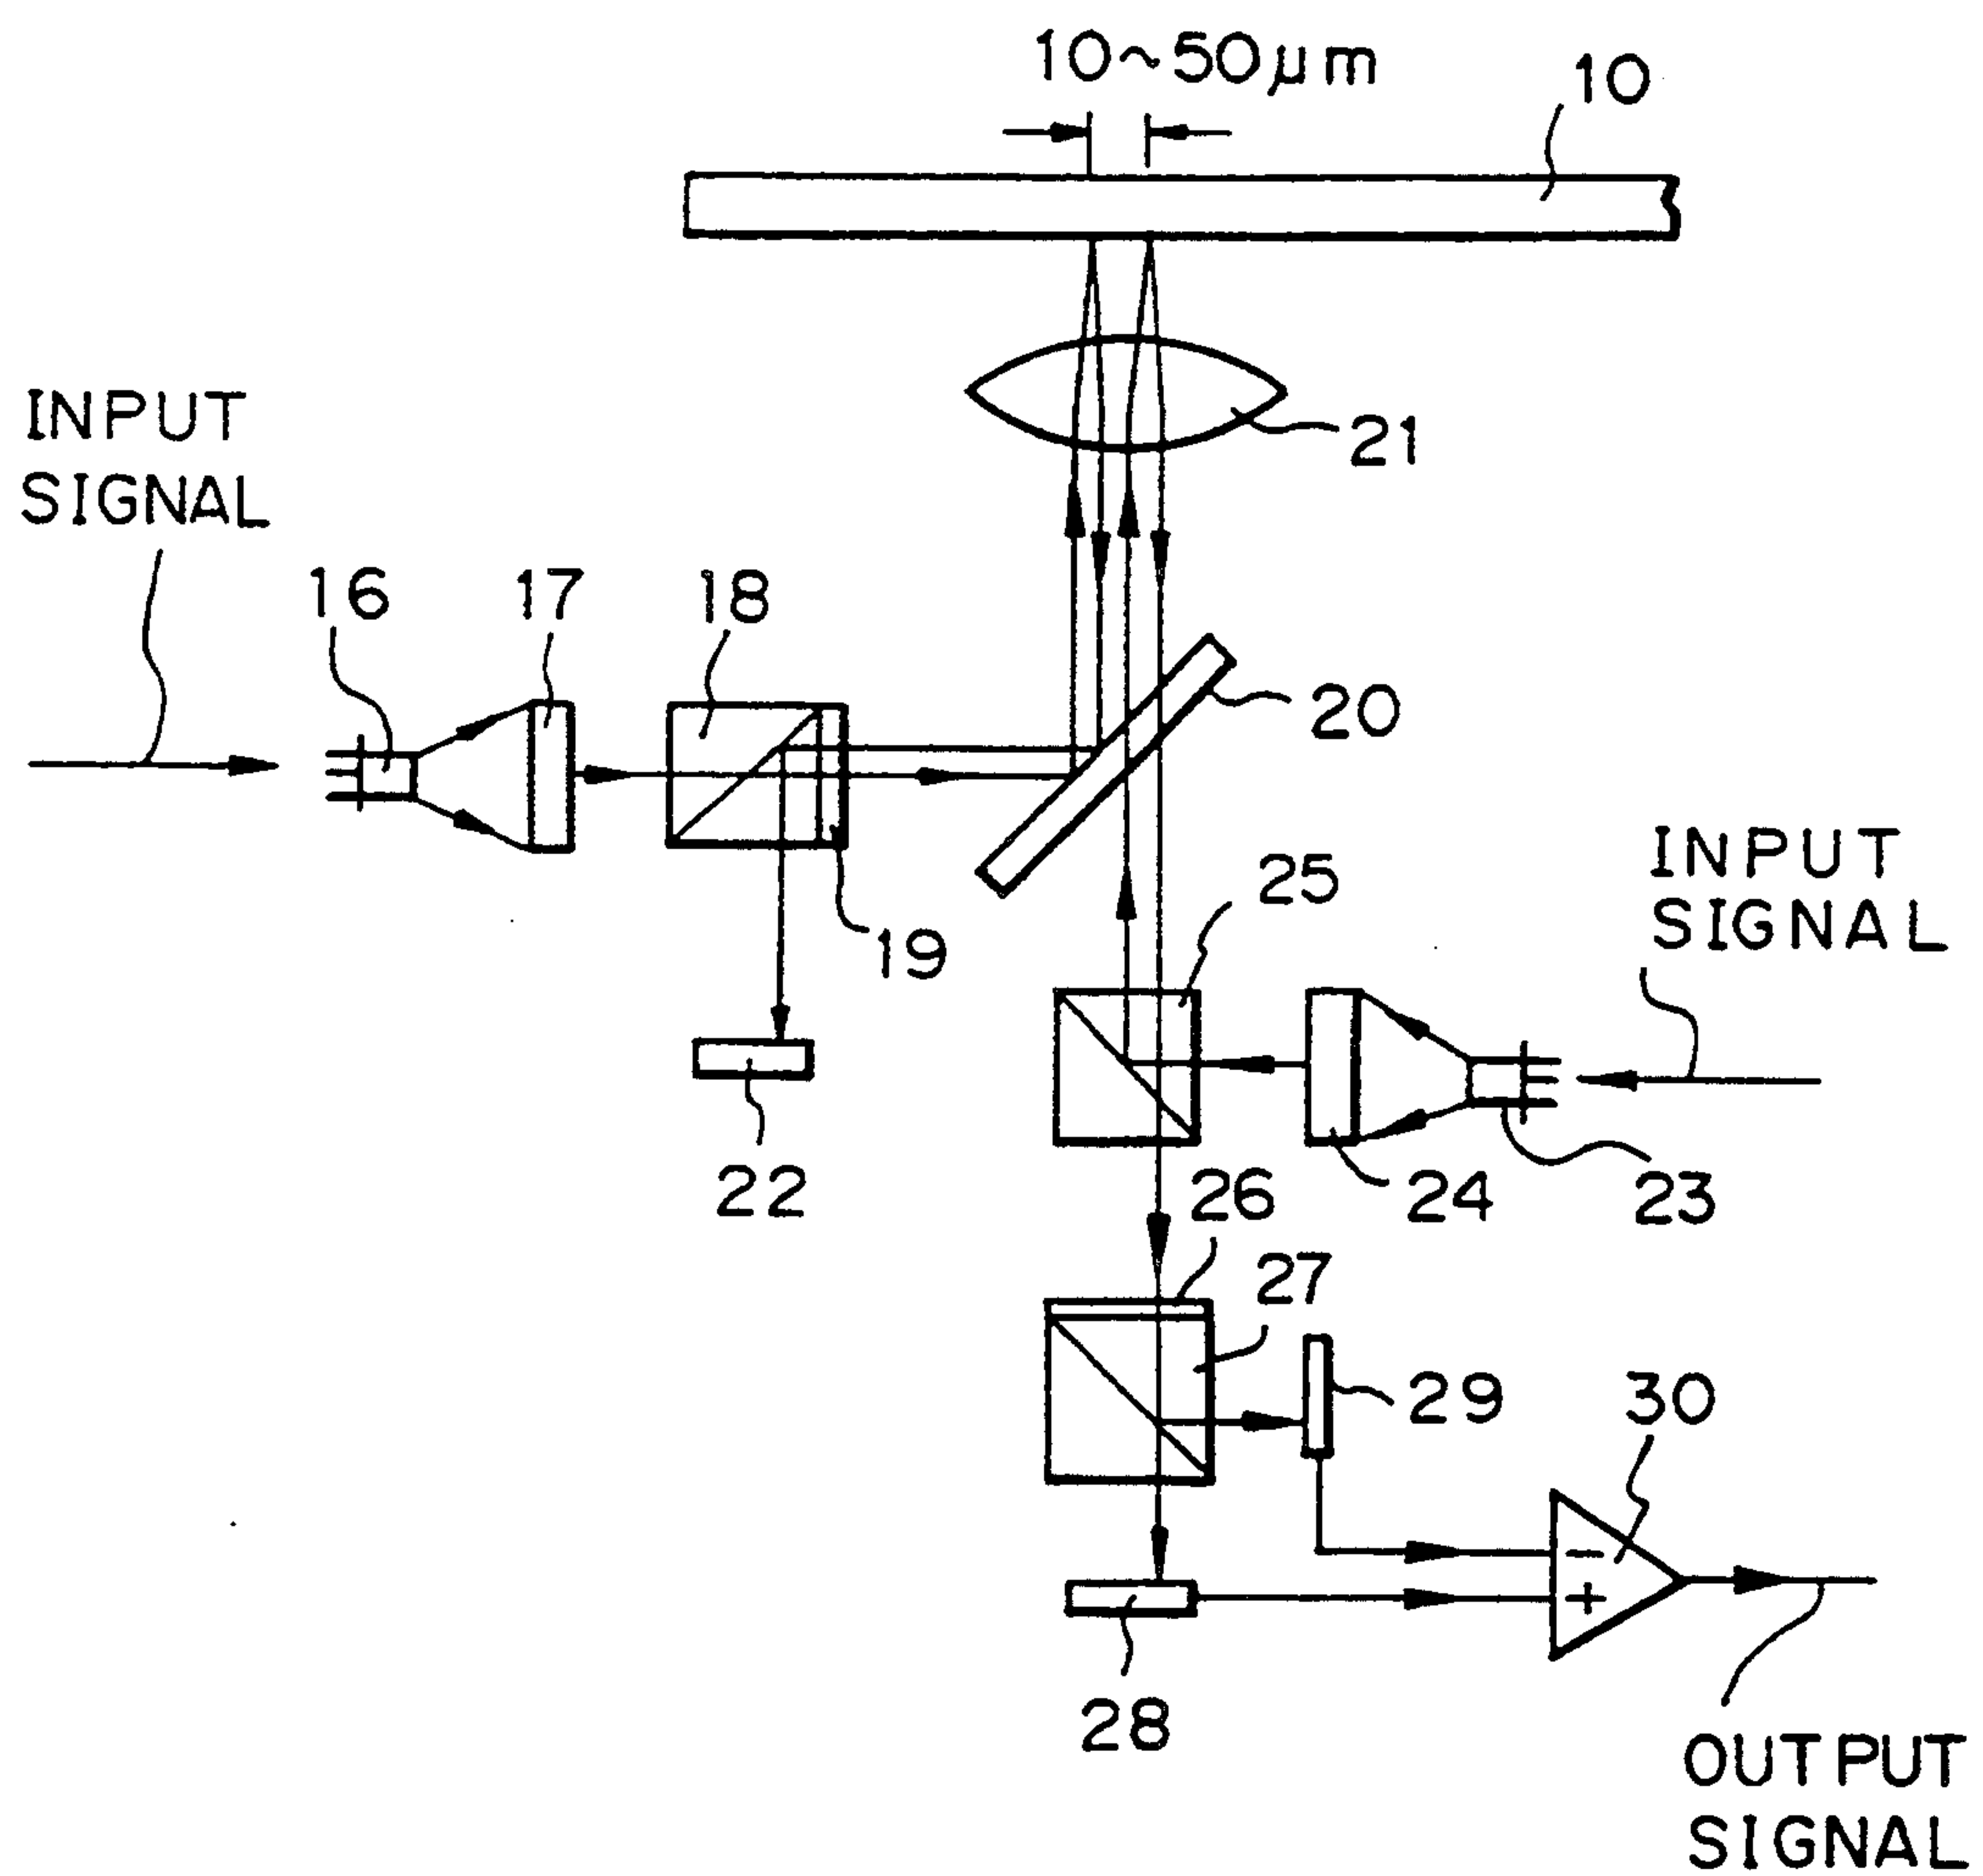 10~50μm
10
INPUT
SIGNAL
21
16
17
18
20
19
25
INPUT
SIGNAL
22
24
23
26
27
29
30
−
+
28
OUTPUT
SIGNAL